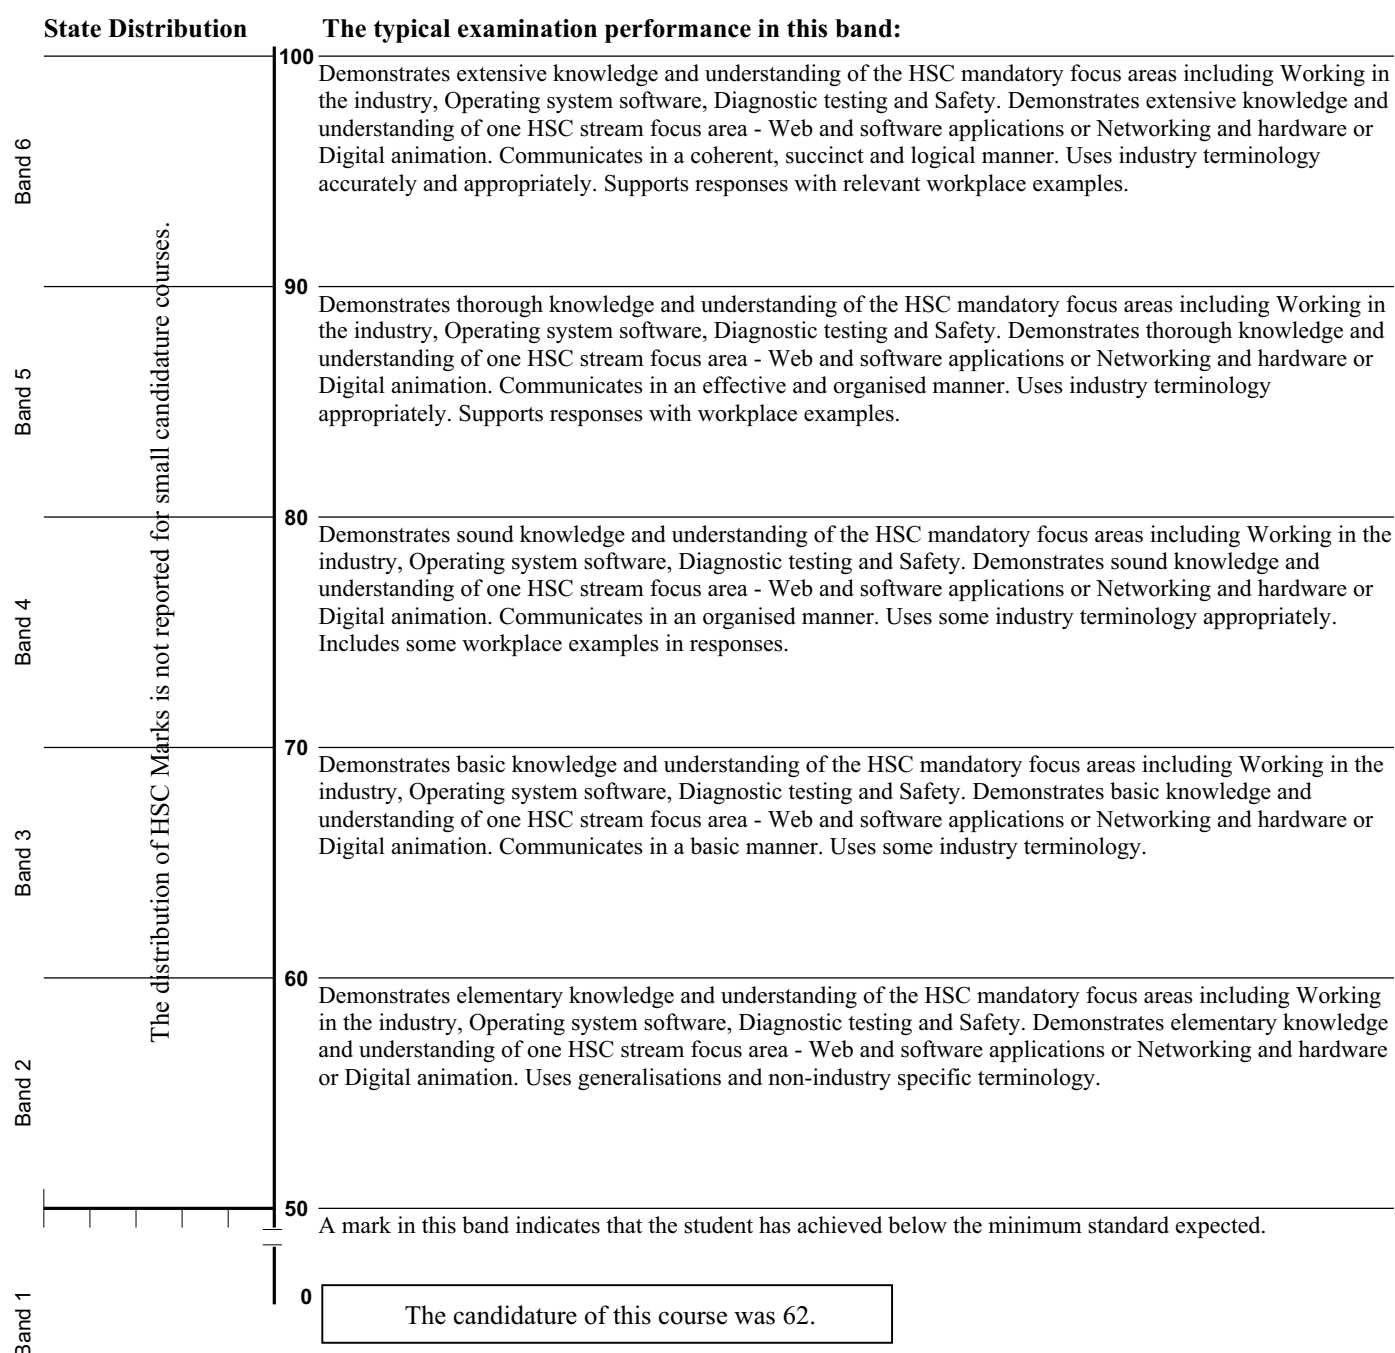 State Distribution
The typical examination performance in this band:
100
Demonstrates extensive knowledge and understanding of the HSC mandatory focus areas including Working in
the industry, Operating system software, Diagnostic testing and Safety. Demonstrates extensive knowledge and
understanding of one HSC stream focus area - Web and software applications or Networking and hardware or
Digital animation. Communicates in a coherent, succinct and logical manner. Uses industry terminology
accurately and appropriately. Supports responses with relevant workplace examples.
Band 6
90
Demonstrates thorough knowledge and understanding of the HSC mandatory focus areas including Working in
the industry, Operating system software, Diagnostic testing and Safety. Demonstrates thorough knowledge and
understanding of one HSC stream focus area - Web and software applications or Networking and hardware or
Digital animation. Communicates in an effective and organised manner. Uses industry terminology
appropriately. Supports responses with workplace examples.
Band 5
The distribution of HSC Marks is not reported for small candidature courses.
80
Demonstrates sound knowledge and understanding of the HSC mandatory focus areas including Working in the
industry, Operating system software, Diagnostic testing and Safety. Demonstrates sound knowledge and
understanding of one HSC stream focus area - Web and software applications or Networking and hardware or
Digital animation. Communicates in an organised manner. Uses some industry terminology appropriately.
Includes some workplace examples in responses.
Band 4
70
Demonstrates basic knowledge and understanding of the HSC mandatory focus areas including Working in the
industry, Operating system software, Diagnostic testing and Safety. Demonstrates basic knowledge and
understanding of one HSC stream focus area - Web and software applications or Networking and hardware or
Digital animation. Communicates in a basic manner. Uses some industry terminology.
Band 3
60
Demonstrates elementary knowledge and understanding of the HSC mandatory focus areas including Working
in the industry, Operating system software, Diagnostic testing and Safety. Demonstrates elementary knowledge
and understanding of one HSC stream focus area - Web and software applications or Networking and hardware
or Digital animation. Uses generalisations and non-industry specific terminology.
Band 2
50
A mark in this band indicates that the student has achieved below the minimum standard expected.
0
Band 1
The candidature of this course was 62.